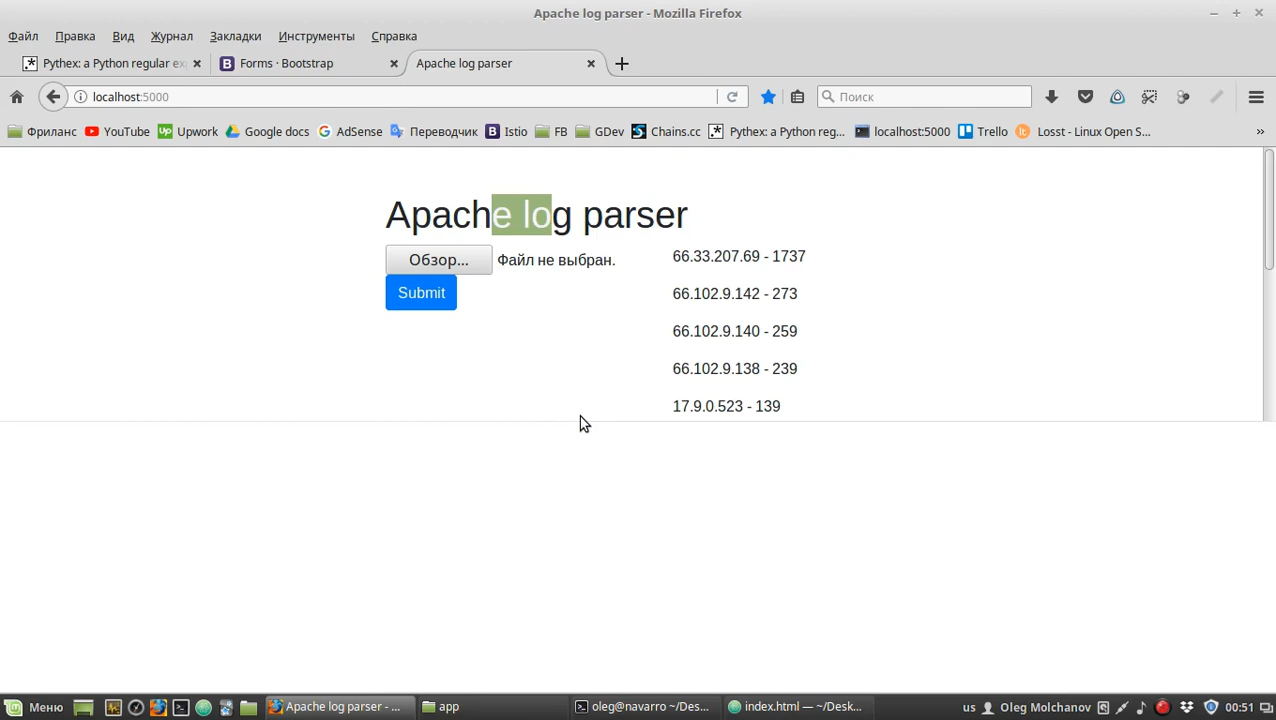 Apache log parser - Mozilla Firefox
Файл Правка Вид Журнал Закладки Инструменты Справка
Pythex: a Python regular ex Forms · Bootstrap Apache log parser
localhost:5000 Поиск
Фриланс YouTube Upwork Google docs AdSense Переводчик Istio FB GDev Chains.cc Pythex: a Python reg... localhost:5000 Trello Losst - Linux Open S... »
Apache log parser
Обзор... Файл не выбран.
Submit
66.33.207.69 - 1737
66.102.9.142 - 273
66.102.9.140 - 259
66.102.9.138 - 239
17.9.0.523 - 139
Меню Apache log parser - ... app oleg@navarro ~/Des... index.html — ~/Desk... us Oleg Molchanov 00:51